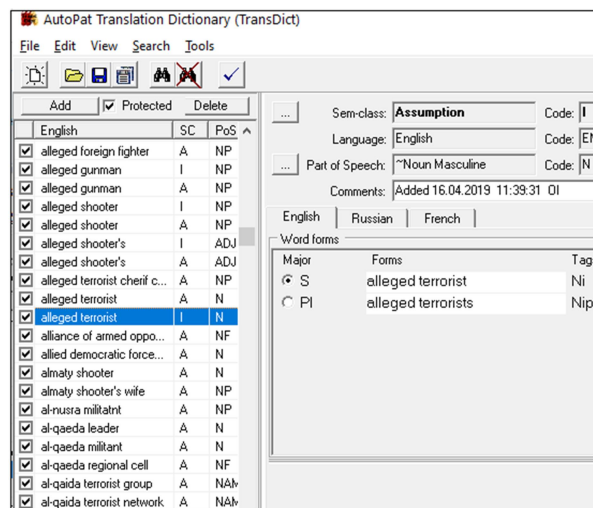 AutoPat Translation Dictionary (TransDict)
File Edit View Search Tools
Add Protected Delete
English SC PoS
alleged foreign fighter A NP
alleged gunman I NP
alleged gunman A NP
alleged shooter I NP
alleged shooter A NP
alleged shooter's I ADJ
alleged shooter's A ADJ
alleged terrorist cherif c... A NP
alleged terrorist A N
alleged terrorist I N
alliance of armed oppo... A NF
allied democratic force... A N
almaty shooter A N
almaty shooter's wife A NP
al-nusra militatnt A NP
al-qaeda leader A N
al-qaeda militant A N
al-qaeda regional cell A NF
al-qaida terrorist group A NAM
al-qaida terrorist network A NAM
... Sem-class: Assumption Code: I
Language: English Code: EN
... Part of Speech: ~Noun Masculine Code: N
Comments: Added 16.04.2019 11:39:31 OI
English Russian French
Word forms
Major Forms Tag
S alleged terrorist Ni
Pl alleged terrorists Nip